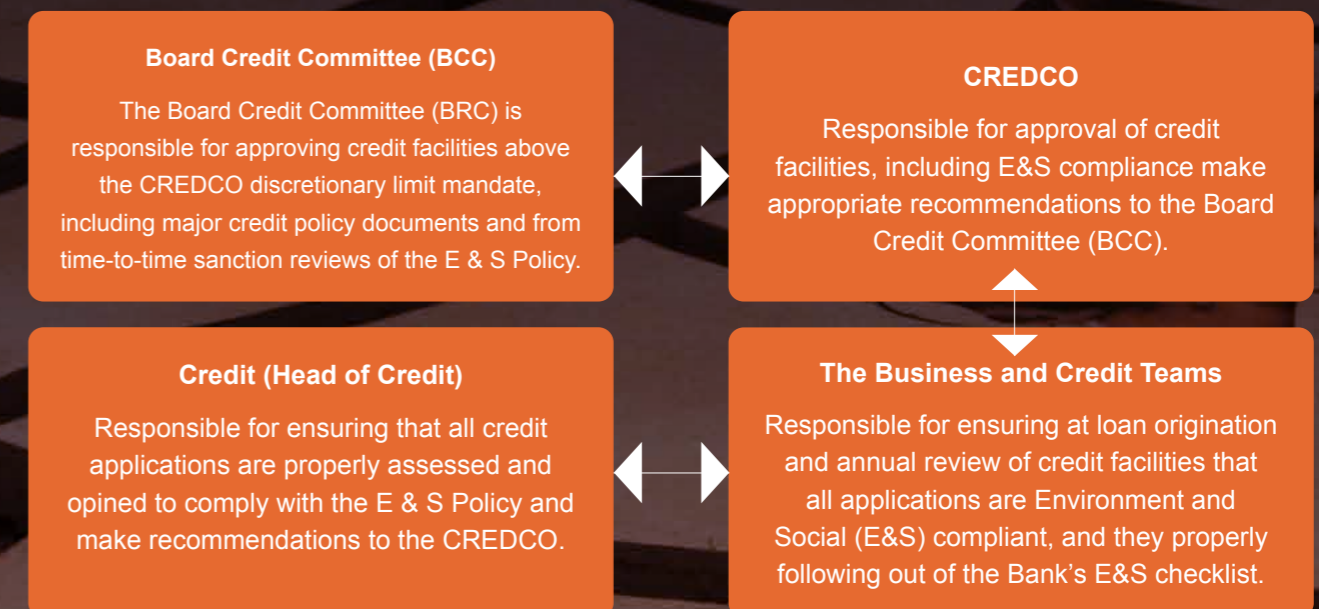 Board Credit Committee (BCC)
The Board Credit Committee (BRC) is
responsible for approving credit facilities above
the CREDCO discretionary limit mandate,
including major credit policy documents and from
time-to-time sanction reviews of the E & S Policy.
CREDCO
Responsible for approval of credit
facilities, including E&S compliance make
appropriate recommendations to the Board
Credit Committee (BCC).
Credit (Head of Credit)
Responsible for ensuring that all credit
applications are properly assessed and
opined to comply with the E & S Policy and
make recommendations to the CREDCO.
The Business and Credit Teams
Responsible for ensuring at loan origination
and annual review of credit facilities that
all applications are Environment and
Social (E&S) compliant, and they properly
following out of the Bank's E&S checklist.